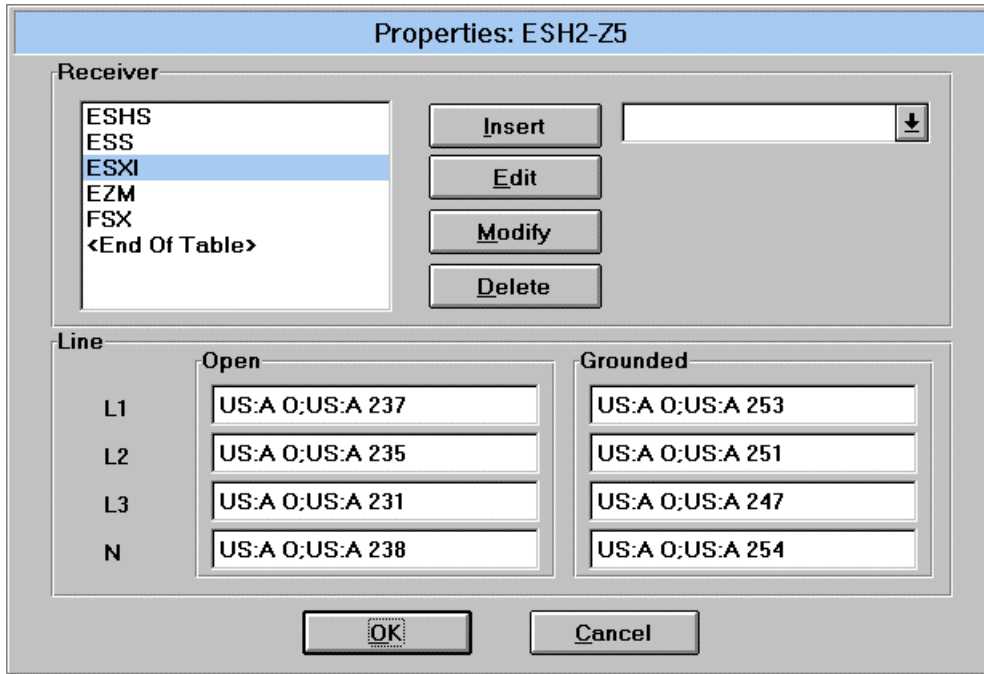 Properties: ESH2-Z5
Receiver
ESHS
ESS
ESXI
EZM
FSX
<End Of Table>
Insert
Edit
Modify
Delete
Line
Open
Grounded
L1
US:A 0;US:A 237
US:A 0;US:A 253
L2
US:A 0;US:A 235
US:A 0;US:A 251
L3
US:A 0;US:A 231
US:A 0;US:A 247
N
US:A 0;US:A 238
US:A 0;US:A 254
OK
Cancel